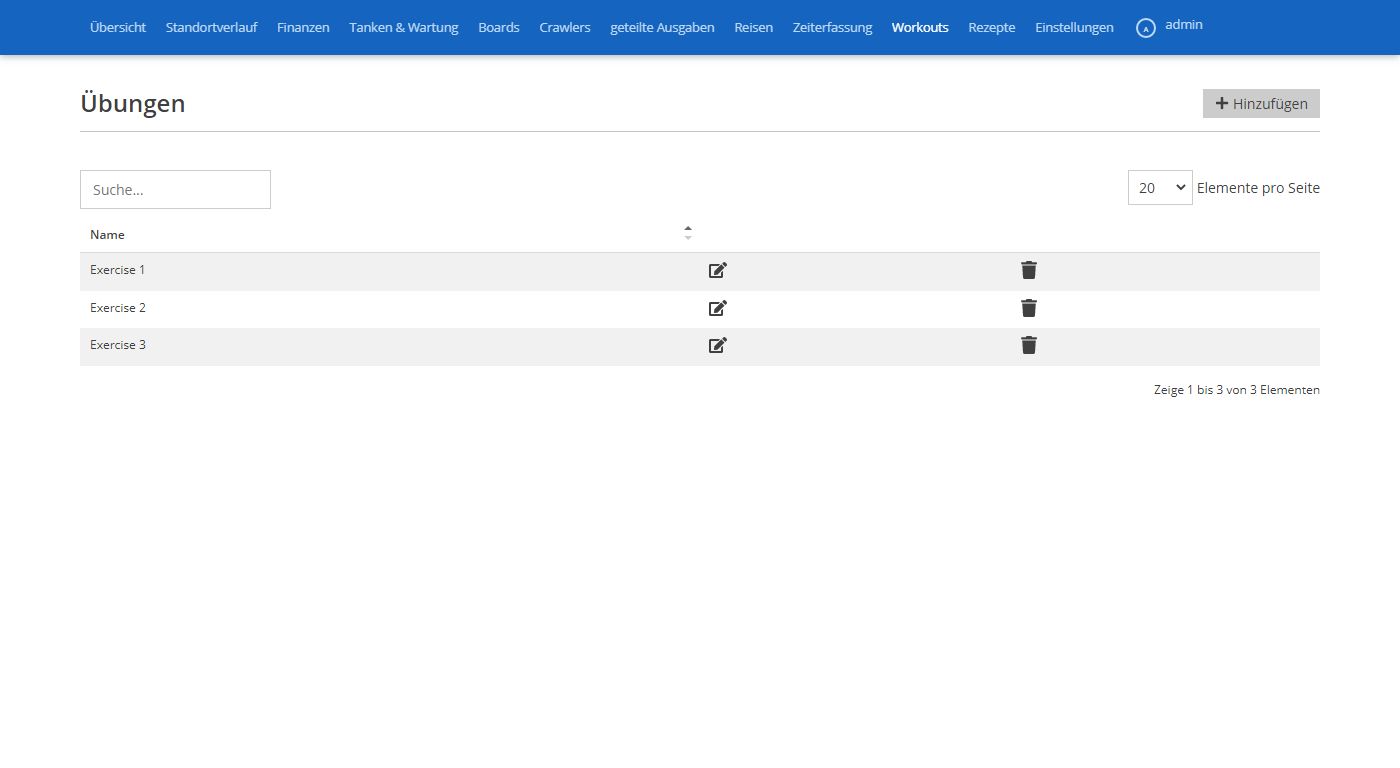 Übersicht Standortverlauf Finanzen Tanken & Wartung Boards Crawlers geteilte Ausgaben Reisen Zeiterfassung Workouts Rezepte Einstellungen A admin
Übungen
Hinzufügen
Suche...
20 Elemente pro Seite
Name
Exercise 1
Exercise 2
Exercise 3
Zeige 1 bis 3 von 3 Elementen